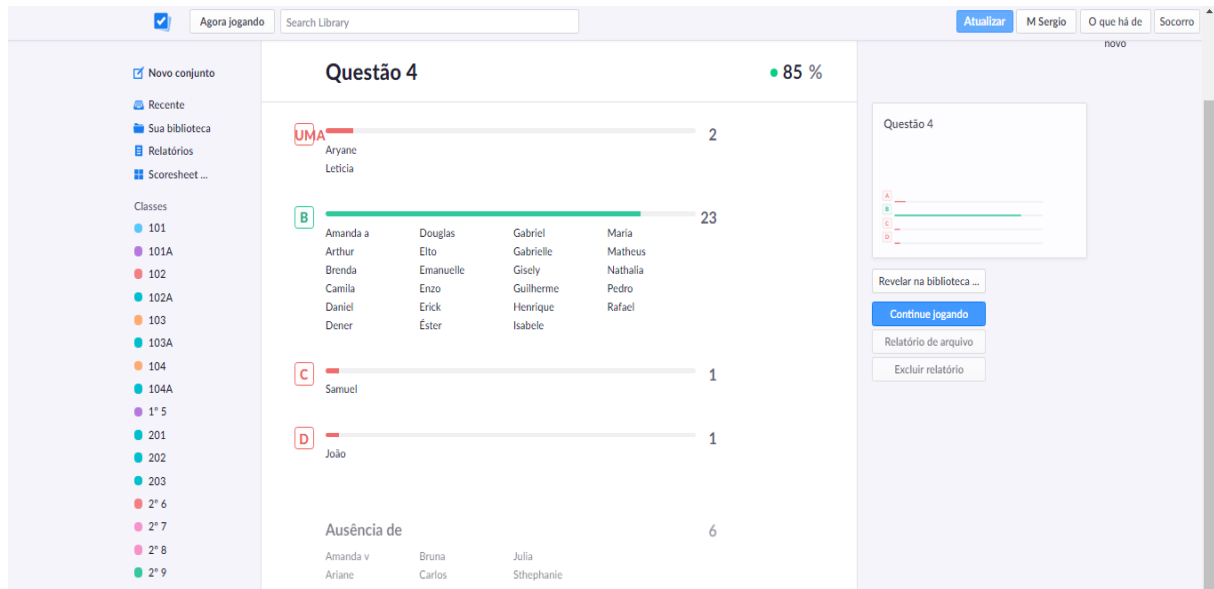 Agora jogando
Search Library
Atualizar
M Sergio
O que há de
novo
Socorro
Novo conjunto
Recente
Sua biblioteca
Relatórios
Scoresheet ...
Classes
101
101A
102
102A
103
103A
104
104A
1º 5
201
202
203
2º 6
2º 7
2º 8
2º 9
Questão 4
85 %
UMA
2
Aryane
Leticia
B
23
Amanda a Douglas Gabriel Maria
Arthur Elto Gabrielle Matheus
Brenda Emanuelle Gisely Nathalia
Camila Enzo Guilherme Pedro
Daniel Erick Henrique Rafael
Dener Éster Isabele
C
1
Samuel
D
1
João
Ausência de
6
Amanda v Bruna Julia
Ariane Carlos Sthephanie
Questão 4
A
B
C
D
Revelar na biblioteca ...
Continue jogando
Relatório de arquivo
Excluir relatório